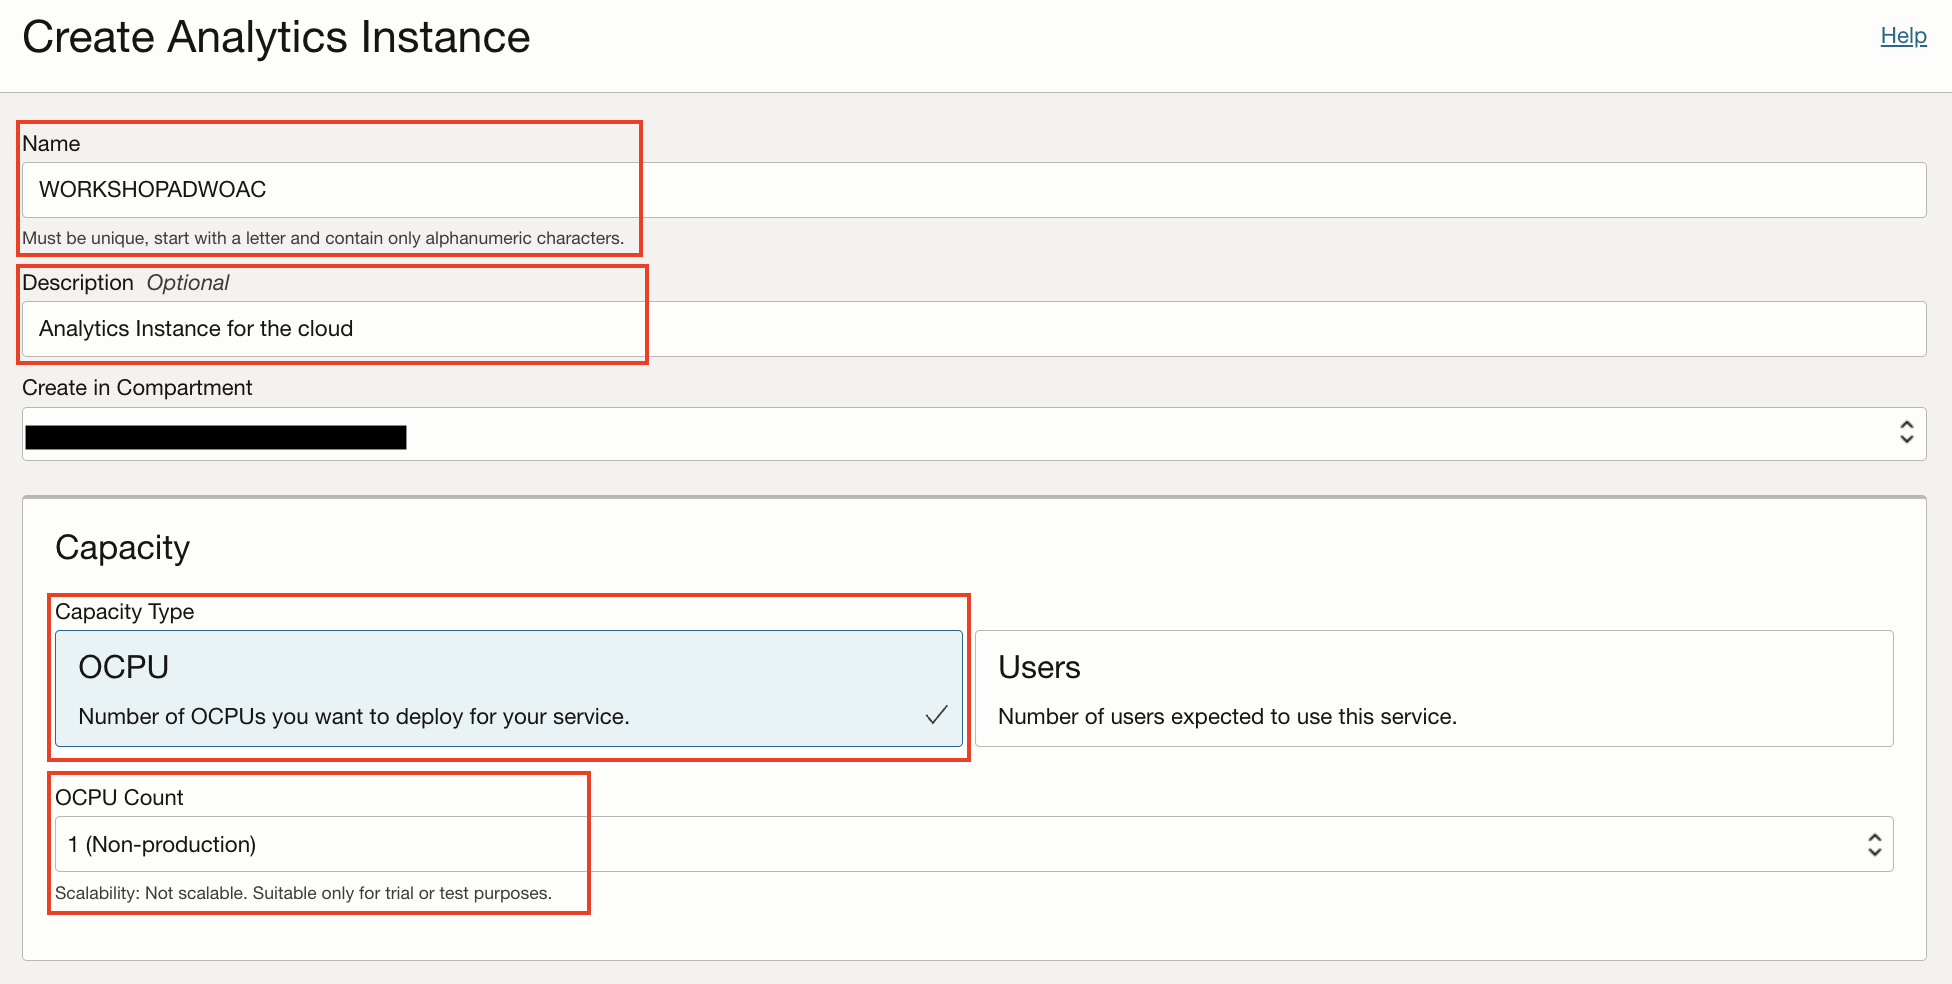 Create Analytics Instance
Help
Name
WORKSHOPADWOAC
Must be unique, start with a letter and contain only alphanumeric characters.
Description Optional
Analytics Instance for the cloud
Create in Compartment
Capacity
Capacity Type
OCPU
Number of OCPUs you want to deploy for your service.
Users
Number of users expected to use this service.
OCPU Count
1 (Non-production)
Scalability: Not scalable. Suitable only for trial or test purposes.